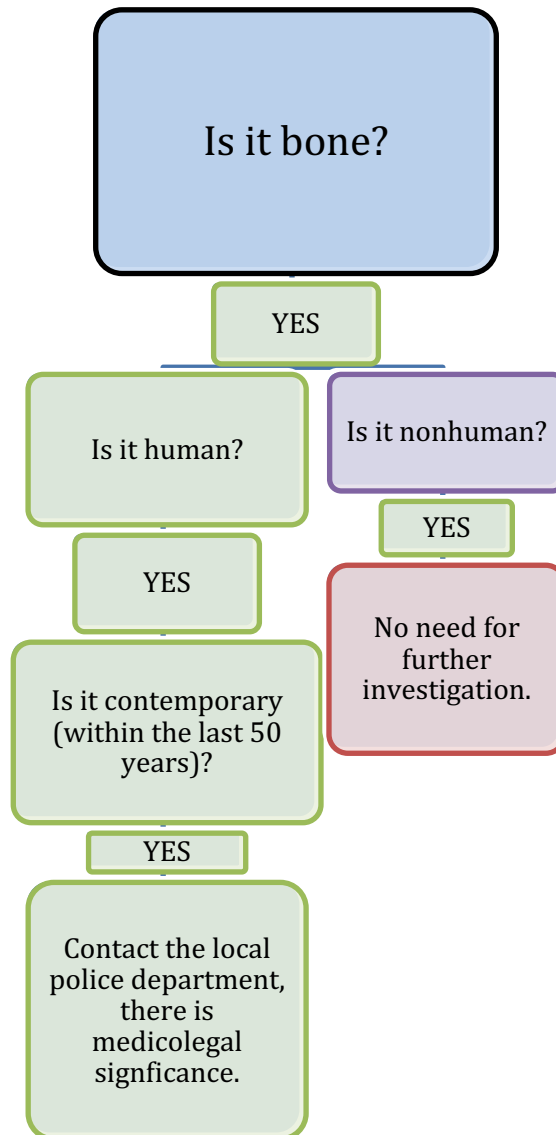 Is it bone?
YES
Is it human?
Is it nonhuman?
YES
YES
No need for
further
investigation.
Is it contemporary
(within the last 50
years)?
YES
Contact the local
police department,
there is
medicolegal
signficance.